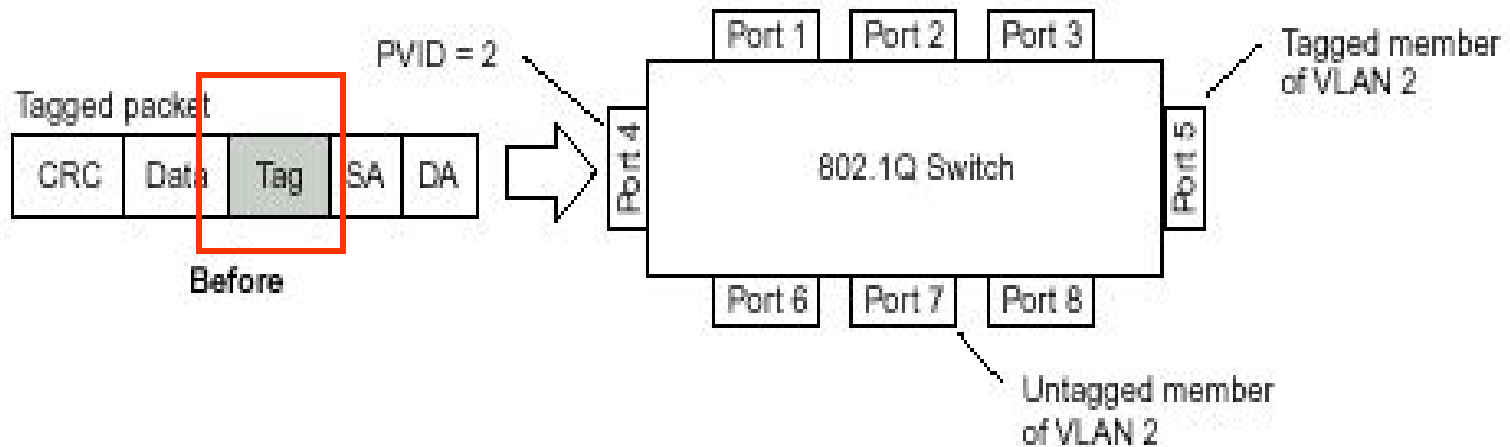 PVID = 2
Port 1
Port 2
Port 3
Tagged member
of VLAN 2
Tagged packet
CRC
Data
Tag
SA
DA
Port 4
802.1Q Switch
Port 5
Before
Port 6
Port 7
Port 8
Untagged member
of VLAN 2